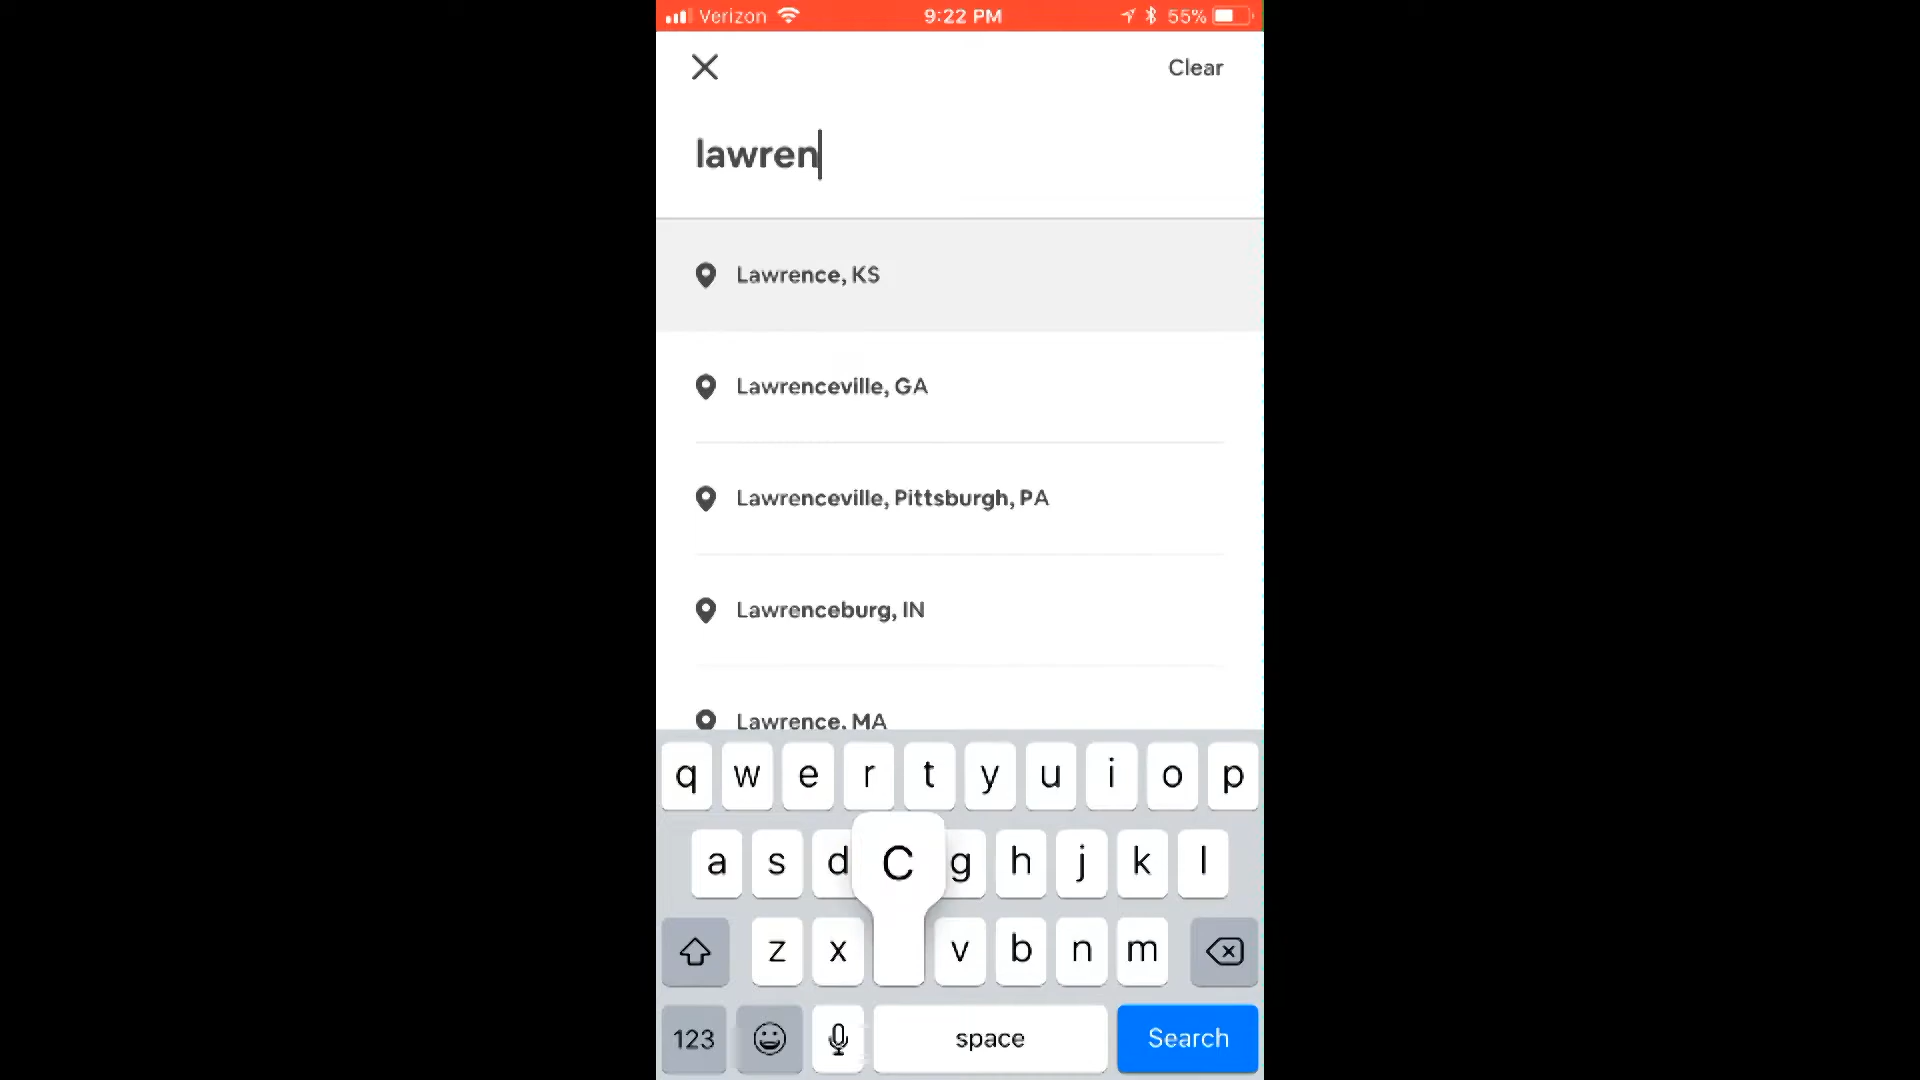 Verizon 9:22 PM 55%
Clear
lawren
Lawrence, KS
Lawrenceville, GA
Lawrenceville, Pittsburgh, PA
Lawrenceburg, IN
Lawrence, MA
q w e r t y u i o p
a s d C g h j k l
z x v b n m
123 space Search